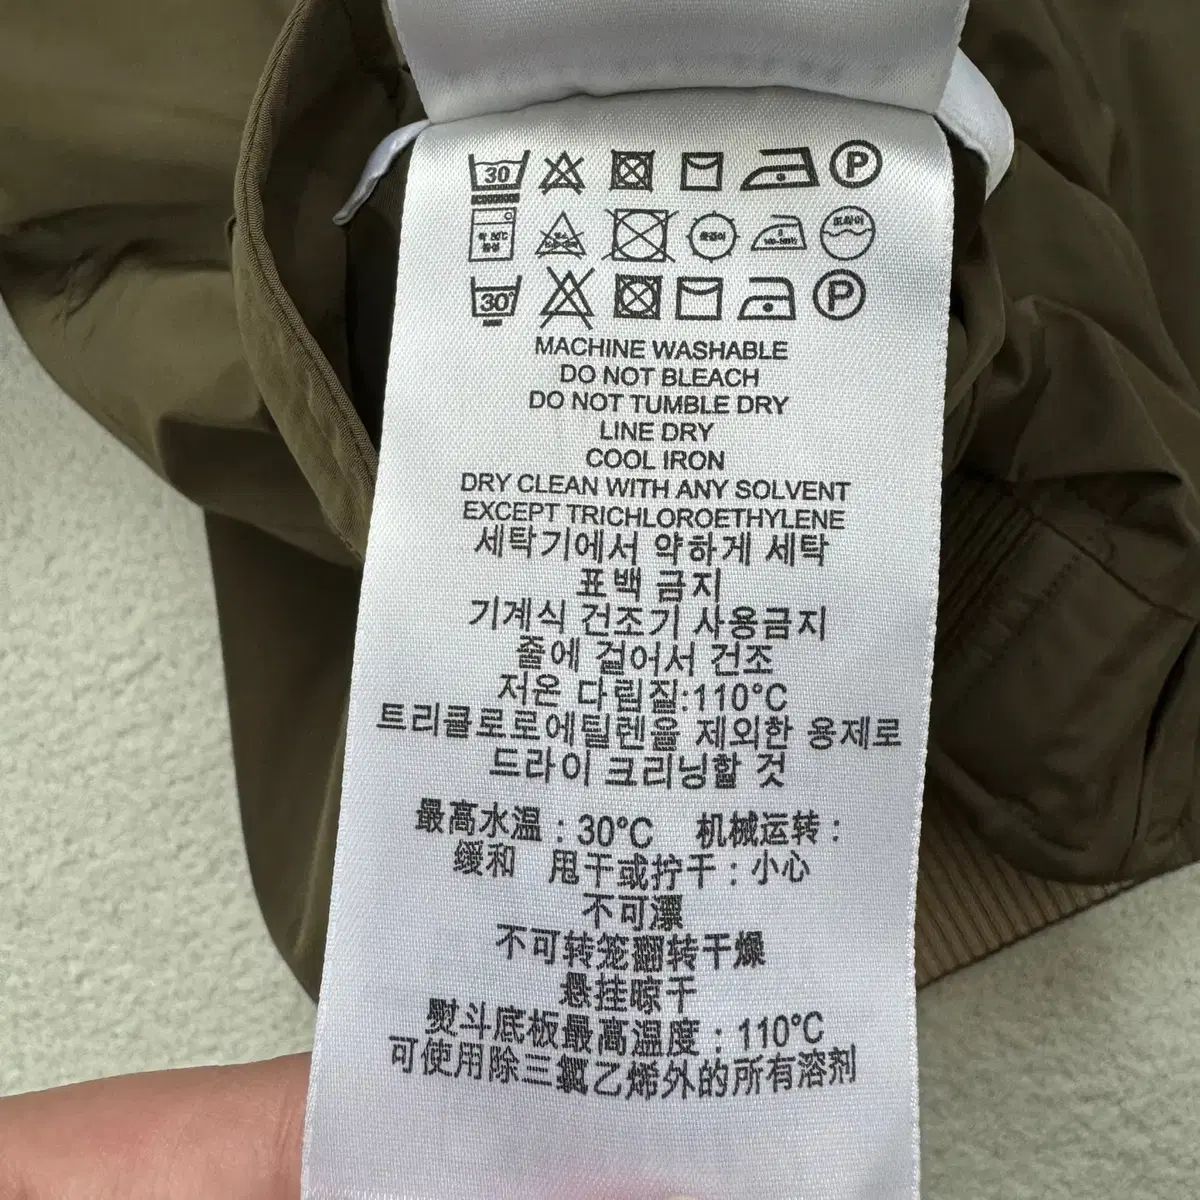 30 P
드라이
30° P
MACHINE WASHABLE
DO NOT BLEACH
DO NOT TUMBLE DRY
LINE DRY
COOL IRON
DRY CLEAN WITH ANY SOLVENT
EXCEPT TRICHLOROETHYLENE
세탁기에서 약하게 세탁
표백 금지
기계식 건조기 사용금지
줄에 걸어서 건조
저온 다림질:110°C
트리클로로에틸렌을 제외한 용제로
드라이 크리닝할 것
最高水温：30°C 机械运转：
缓和 甩干或拧干：小心
不可漂
不可转笼翻转干燥
悬挂晾干
熨斗底板最高温度：110°C
可使用除三氯乙烯外的所有溶剂